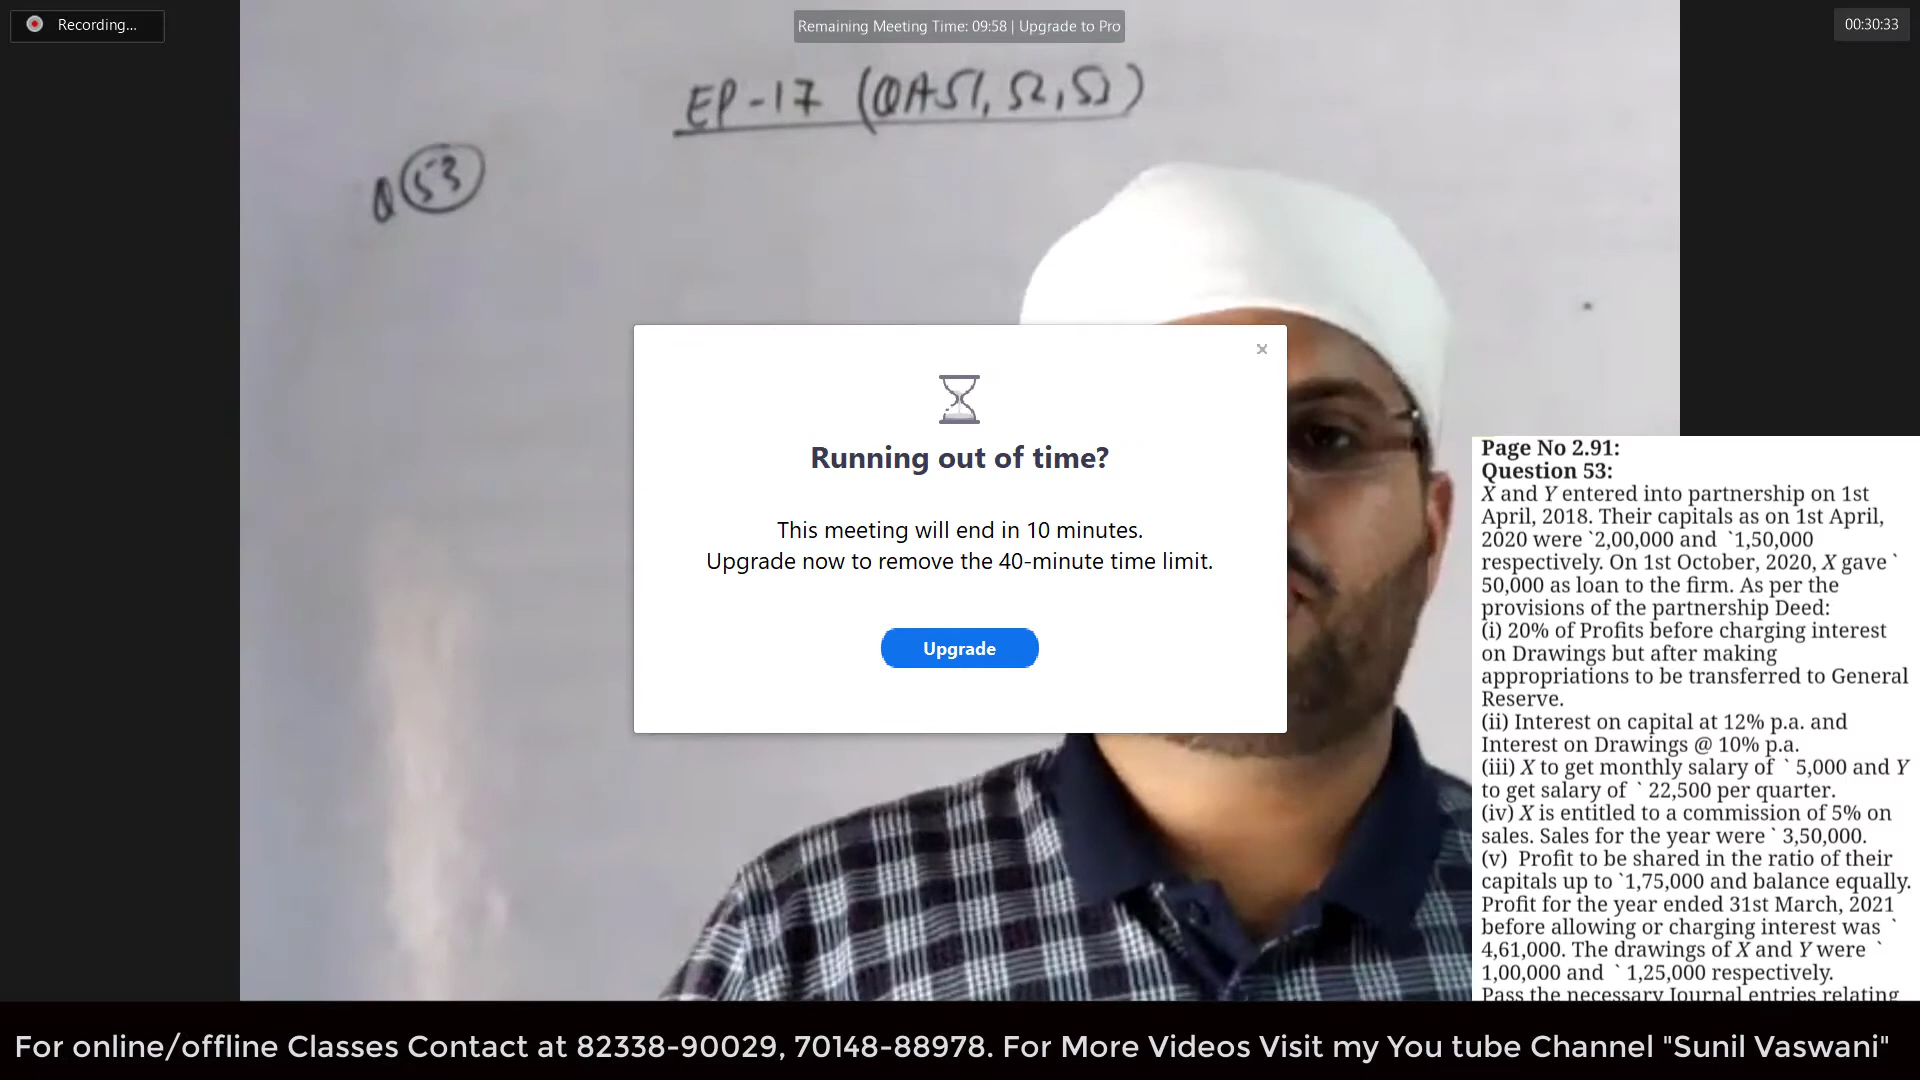 Recording...
Remaining Meeting Time: 09:58 | Upgrade to Pro
00:30:33
EP-17 (QA51, 52, 53)
Q 53
Running out of time?
This meeting will end in 10 minutes.
Upgrade now to remove the 40-minute time limit.
Upgrade
Page No 2.91:
Question 53:
X and Y entered into partnership on 1st
April, 2018. Their capitals as on 1st April,
2020 were `2,00,000 and `1,50,000
respectively. On 1st October, 2020, X gave `
50,000 as loan to the firm. As per the
provisions of the partnership Deed:
(i) 20% of Profits before charging interest
on Drawings but after making
appropriations to be transferred to General
Reserve.
(ii) Interest on capital at 12% p.a. and
Interest on Drawings @ 10% p.a.
(iii) X to get monthly salary of ` 5,000 and Y
to get salary of ` 22,500 per quarter.
(iv) X is entitled to a commission of 5% on
sales. Sales for the year were ` 3,50,000.
(v) Profit to be shared in the ratio of their
capitals up to `1,75,000 and balance equally.
Profit for the year ended 31st March, 2021
before allowing or charging interest was `
4,61,000. The drawings of X and Y were `
1,00,000 and ` 1,25,000 respectively.
Pass the necessary Journal entries relating
For online/offline Classes Contact at 82338-90029, 70148-88978. For More Videos Visit my You tube Channel "Sunil Vaswani"